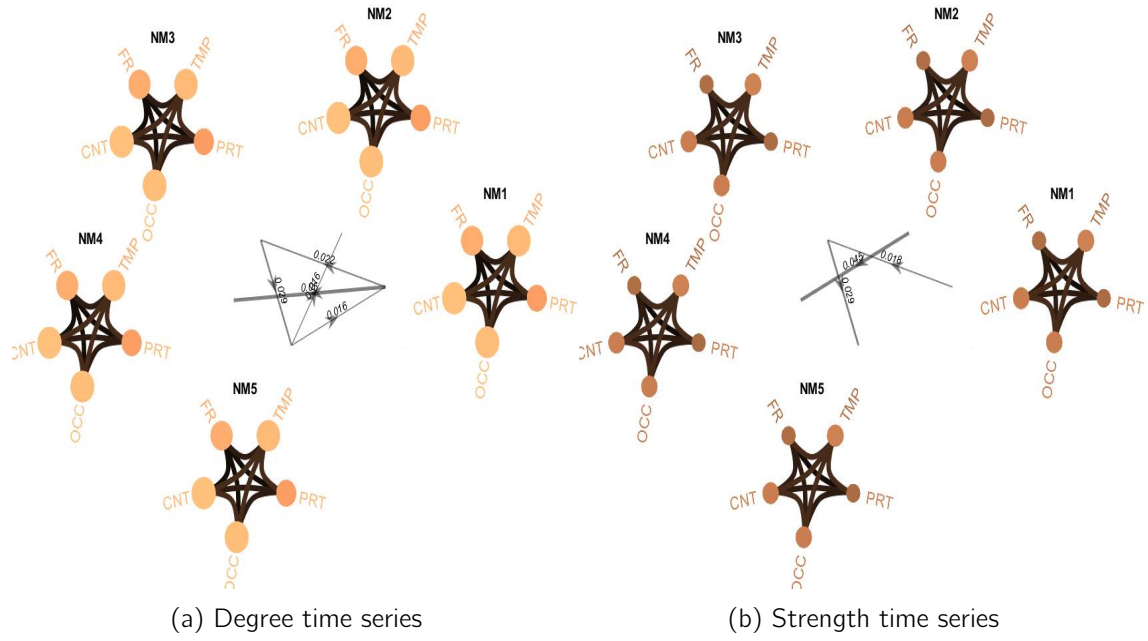 NM3
FR
TMP
CNT
PRT
OCC
NM2
FR
TMP
CNT
PRT
OCC
NM1
FR
TMP
CNT
PRT
OCC
NM4
FR
TMP
CNT
PRT
OCC
0.022
0.029
0.016
0.016
NM5
FR
TMP
CNT
PRT
OCC
(a) Degree time series
NM3
FR
TMP
CNT
PRT
OCC
NM2
FR
TMP
CNT
PRT
OCC
NM1
FR
TMP
CNT
PRT
OCC
NM4
FR
TMP
CNT
PRT
OCC
0.045
0.018
0.029
NM5
FR
TMP
CNT
PRT
OCC
(b) Strength time series